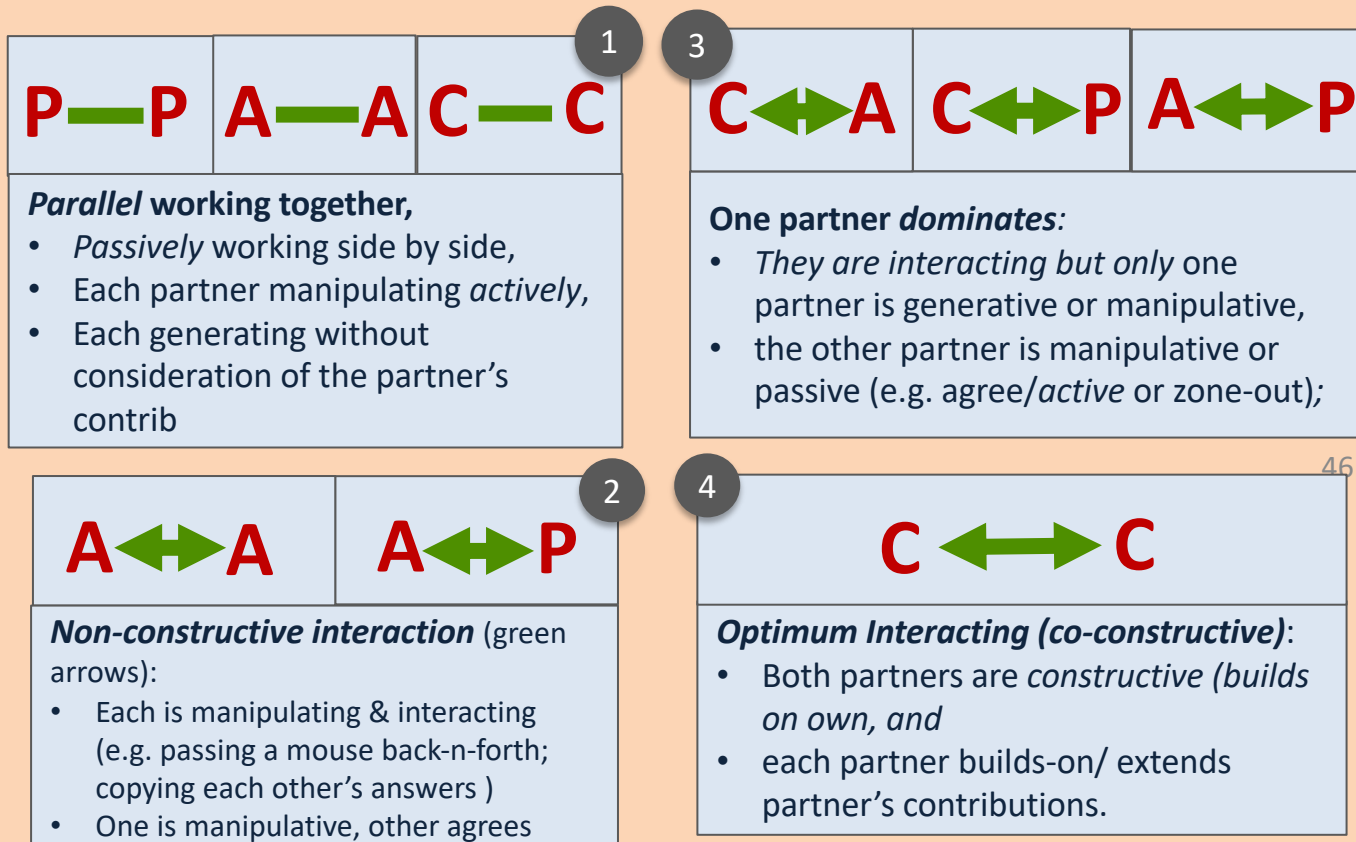 1
P P A A C C
Parallel working together,
• Passively working side by side,
• Each partner manipulating actively,
• Each generating without
consideration of the partner’s
contrib
2
A A A P
Non-constructive interaction (green
arrows):
• Each is manipulating & interacting
(e.g. passing a mouse back-n-forth;
copying each other’s answers )
• One is manipulative, other agrees
3
C A C P A P
One partner dominates:
• They are interacting but only one
partner is generative or manipulative,
• the other partner is manipulative or
passive (e.g. agree/active or zone-out);
46
4
C C
Optimum Interacting (co-constructive):
• Both partners are constructive (builds
on own, and
• each partner builds-on/ extends
partner’s contributions.